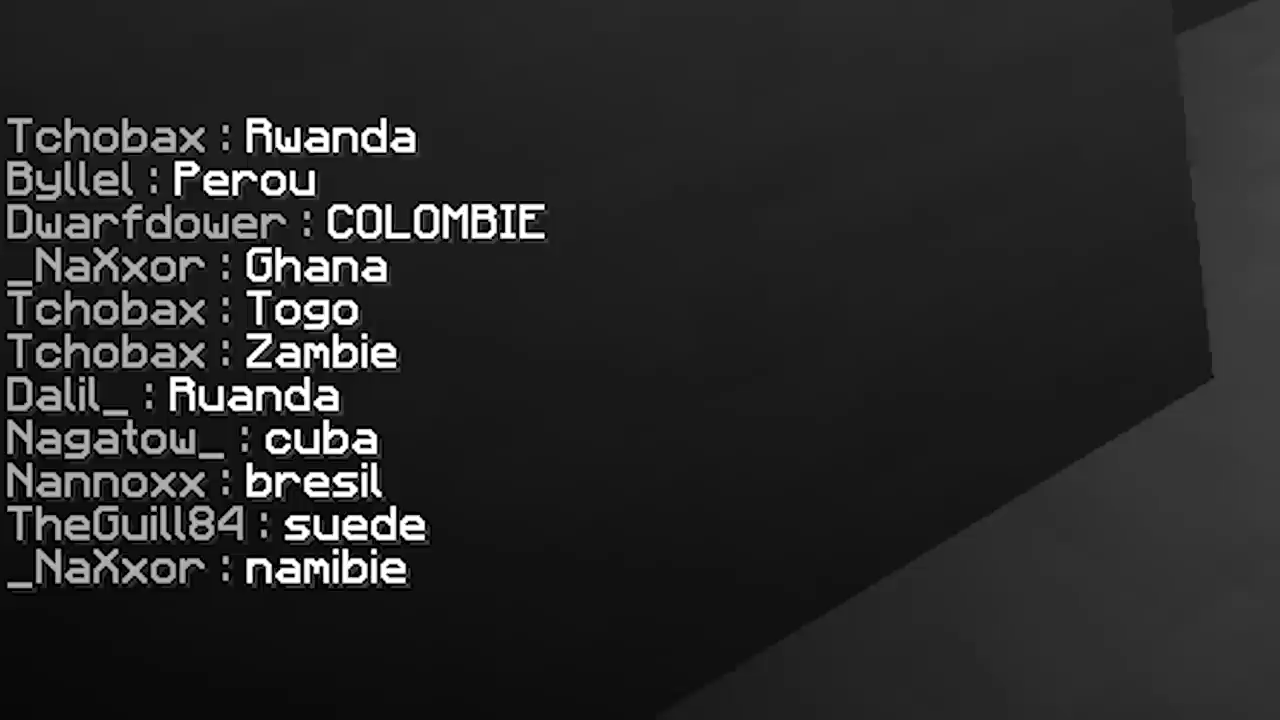 Tchobax : Rwanda
Byllel : Perou
Dwarfdower : COLOMBIE
_NaXxor : Ghana
Tchobax : Togo
Tchobax : Zambie
Dalil_ : Ruanda
Nagatow_ : cuba
Nannoxx : bresil
TheGuill84 : suede
_NaXxor : namibie